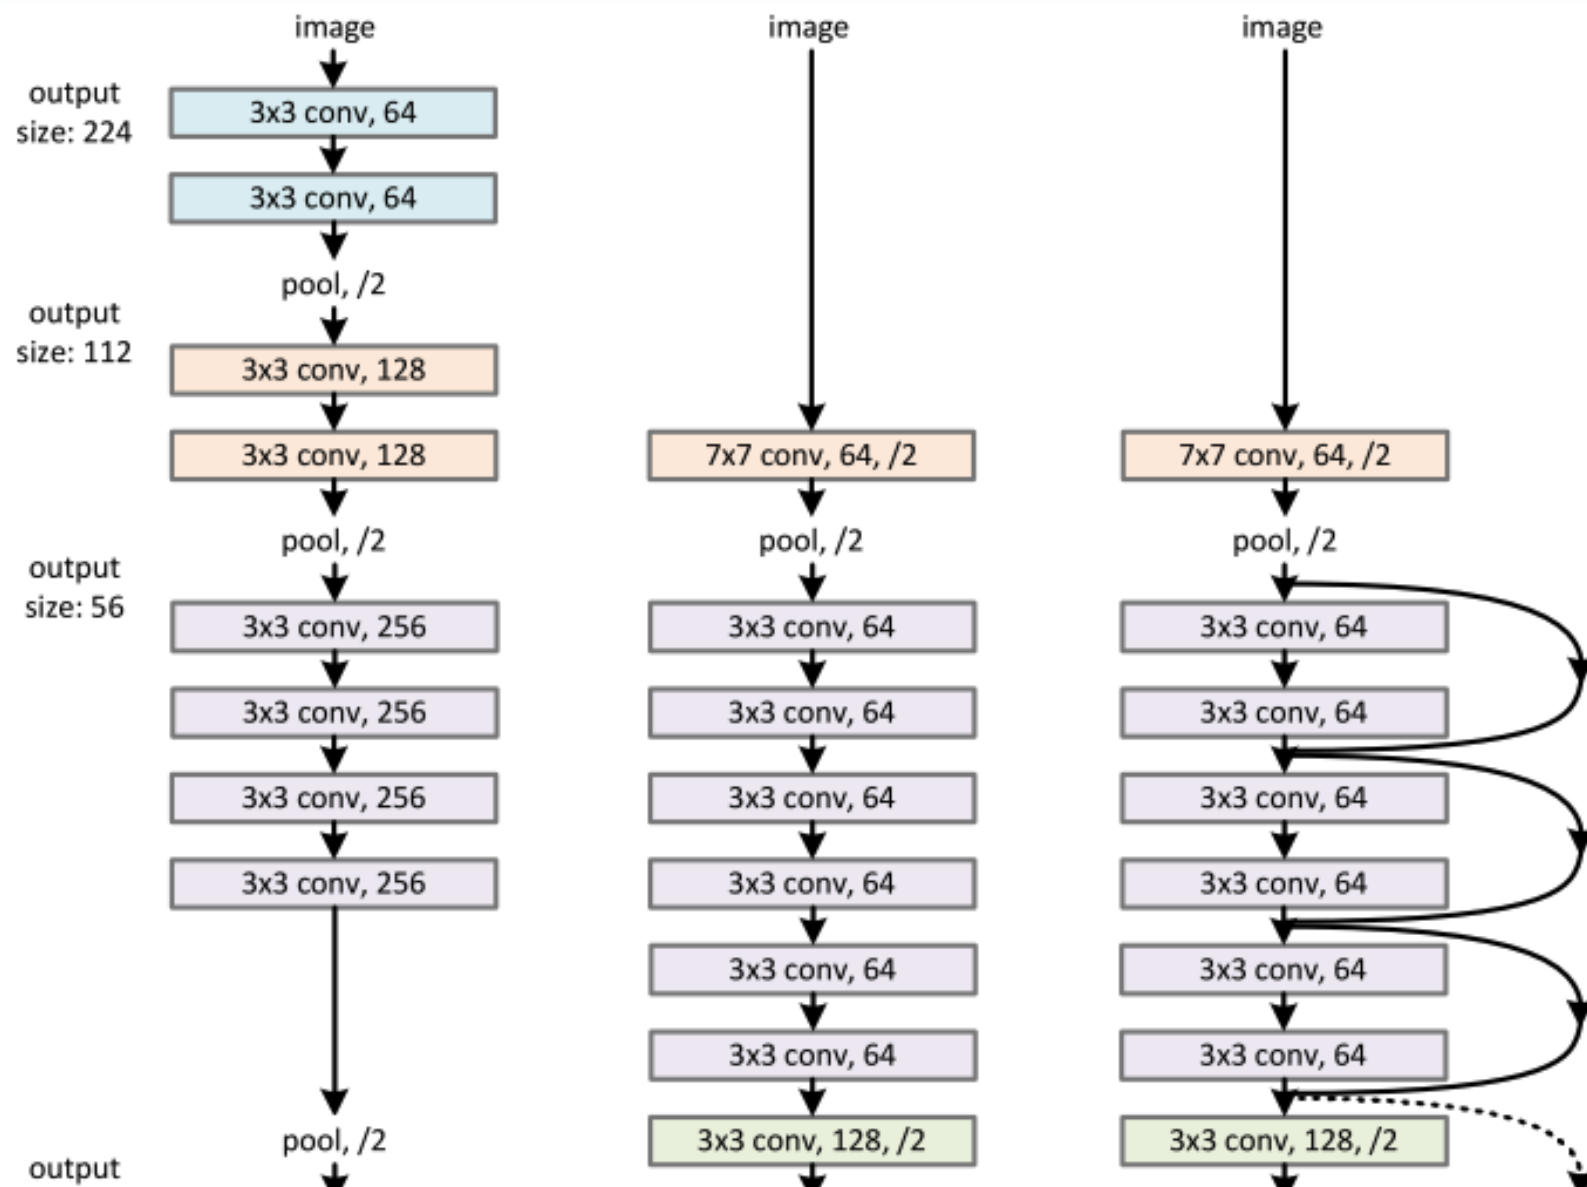 image
image
image
output
size: 224
3x3 conv, 64
3x3 conv, 64
pool, /2
output
size: 112
3x3 conv, 128
3x3 conv, 128
7x7 conv, 64, /2
7x7 conv, 64, /2
pool, /2
pool, /2
pool, /2
output
size: 56
3x3 conv, 256
3x3 conv, 64
3x3 conv, 64
3x3 conv, 256
3x3 conv, 64
3x3 conv, 64
3x3 conv, 256
3x3 conv, 64
3x3 conv, 64
3x3 conv, 256
3x3 conv, 64
3x3 conv, 64
3x3 conv, 64
3x3 conv, 64
3x3 conv, 64
3x3 conv, 64
pool, /2
3x3 conv, 128, /2
3x3 conv, 128, /2
output